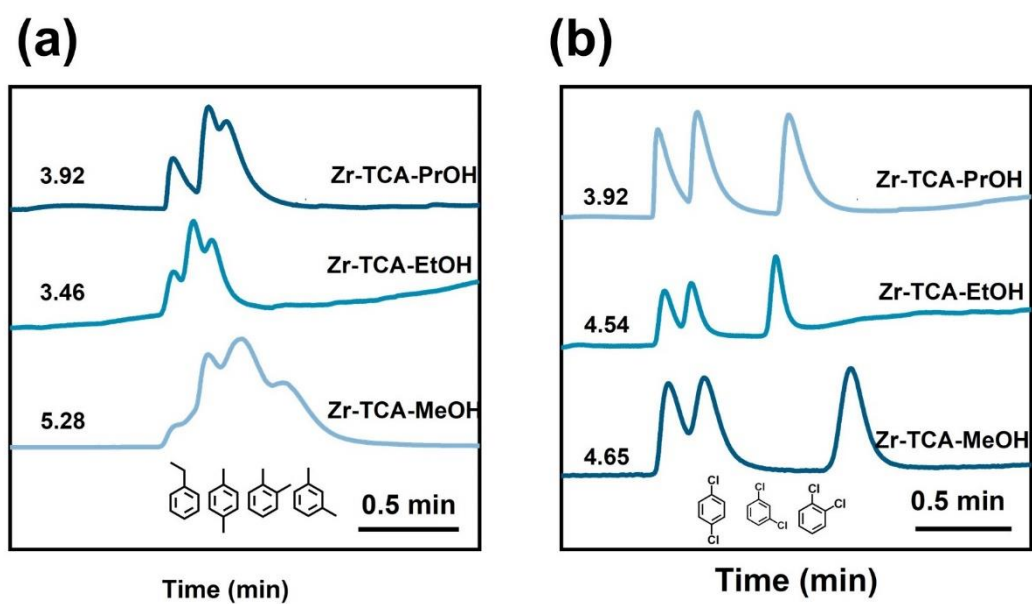 (a)
3.92
Zr-TCA-PrOH
3.46
Zr-TCA-EtOH
5.28
Zr-TCA-MeOH
0.5 min
Time (min)
(b)
3.92
Zr-TCA-PrOH
4.54
Zr-TCA-EtOH
4.65
Zr-TCA-MeOH
Cl
Cl
Cl
Cl
Cl
Cl
0.5 min
Time (min)